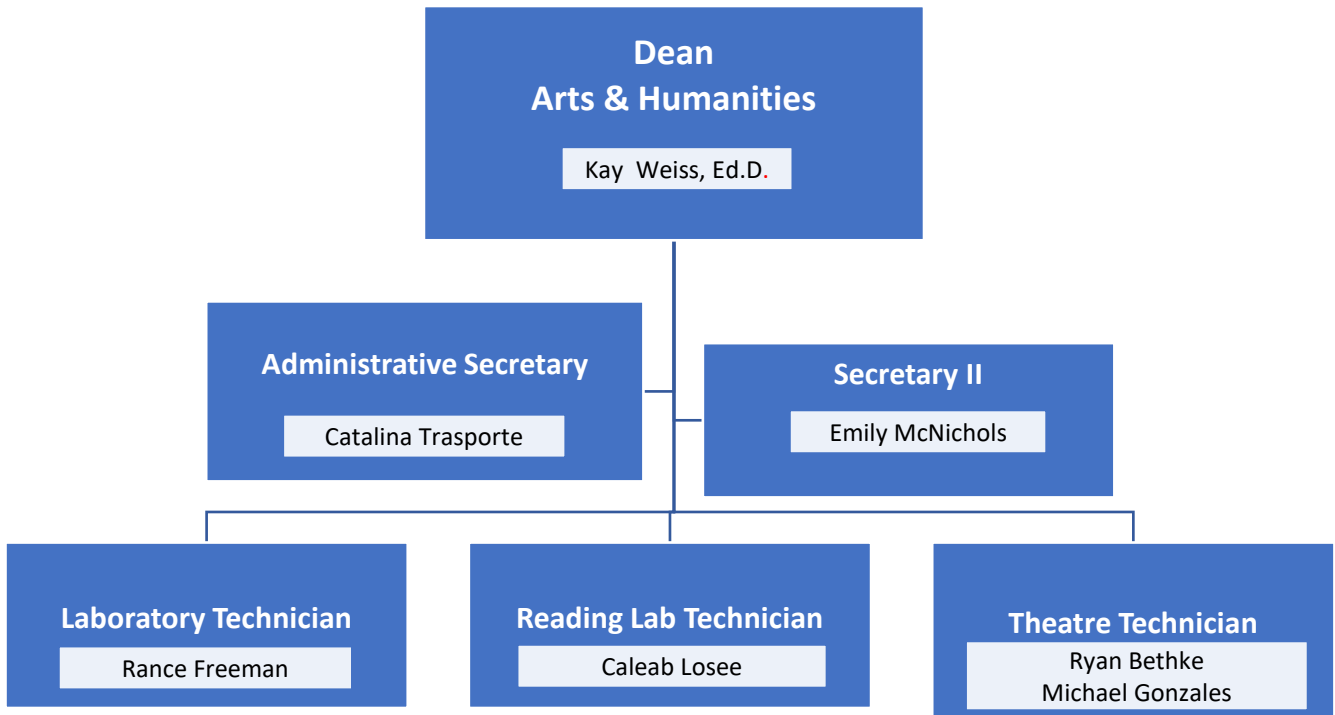 Dean
Arts & Humanities
Kay Weiss, Ed.D.
Administrative Secretary
Catalina Trasporte
Secretary II
Emily McNichols
Laboratory Technician
Rance Freeman
Reading Lab Technician
Caleab Losee
Theatre Technician
Ryan Bethke
Michael Gonzales